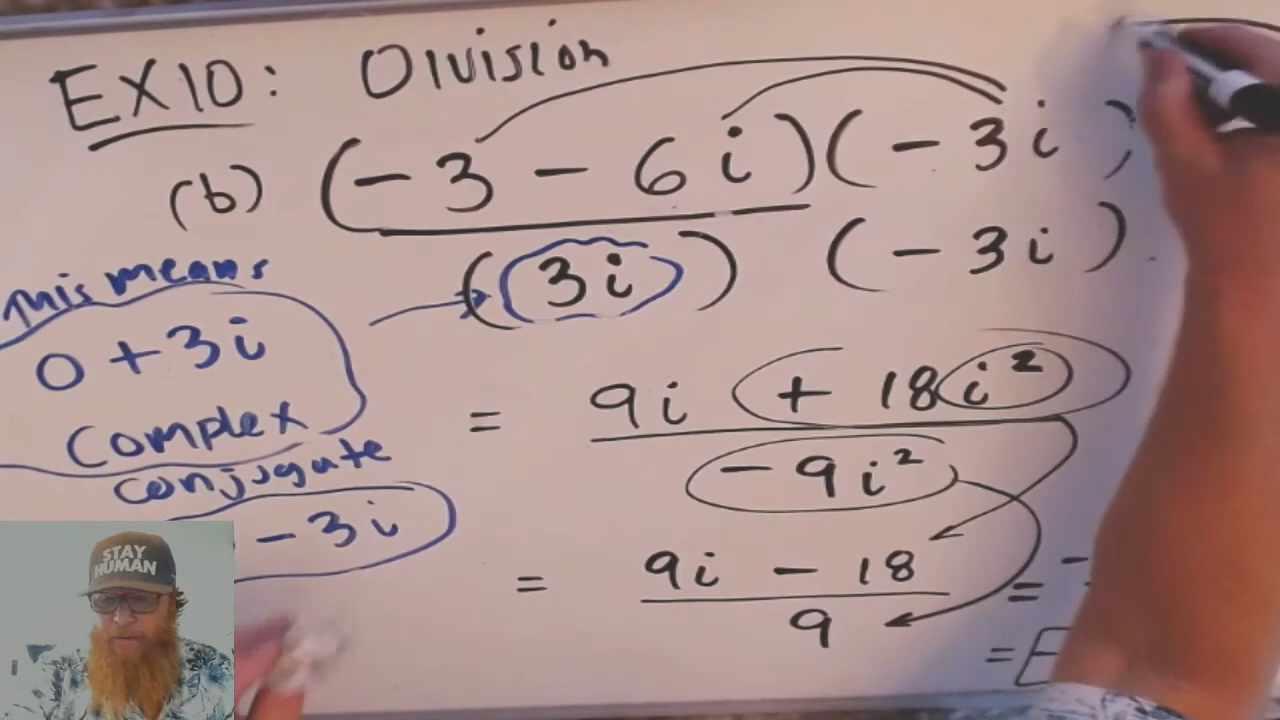 EX10: Division
(b) (-3 - 6i)(-3i)
(3i) (-3i)
This means
0 + 3i
Complex
conjugate
- 3i
= 9i + 18i²
-9i²
= 9i - 18
9
= -
=
STAY
HUMAN